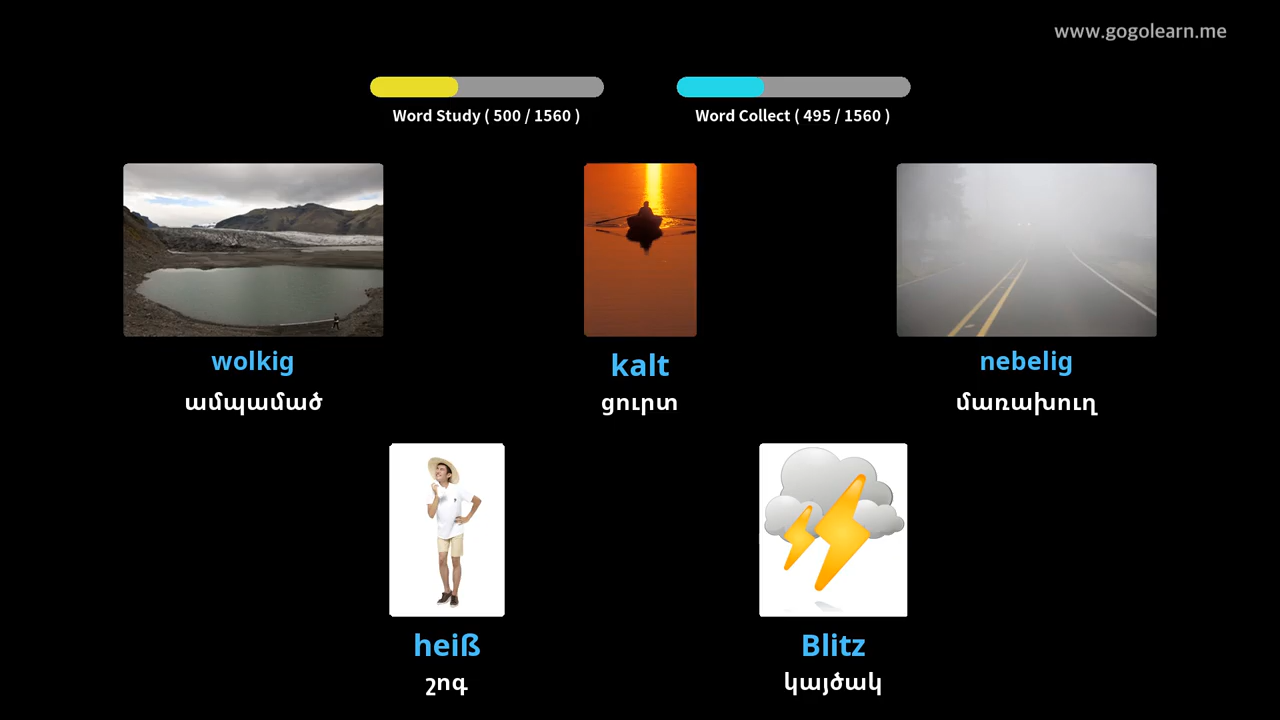 www.gogolearn.me
Word Study ( 500 / 1560 )
Word Collect ( 495 / 1560 )
wolkig
ամպամած
kalt
ցուրտ
nebelig
մառախուղ
heiß
շոգ
Blitz
կայծակ